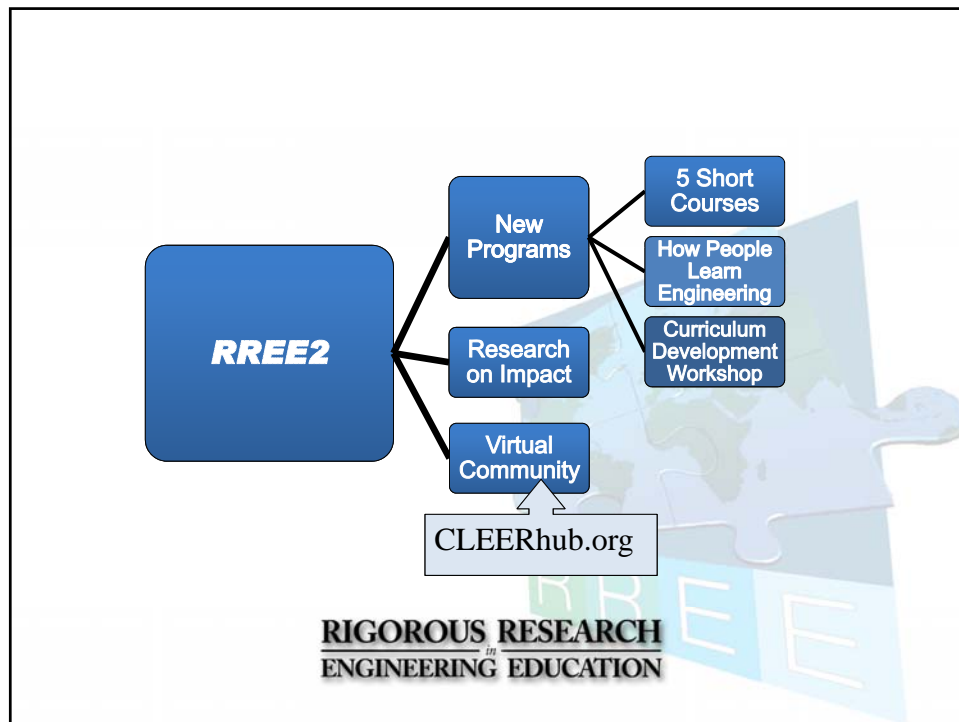 RREE2
New
Programs
Research
on Impact
Virtual
Community
5 Short
Courses
How People
Learn
Engineering
Curriculum
Development
Workshop
CLEERhub.org
RREE
RIGOROUS RESEARCH
in
ENGINEERING EDUCATION